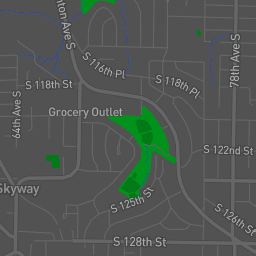 ton Ave S
S 116th Pl
78th Ave S
S 118th St
S 118th Pl
64th Ave S
Grocery Outlet
S 122nd St
Skyway
S 125th St
S 126th St
S 128th St